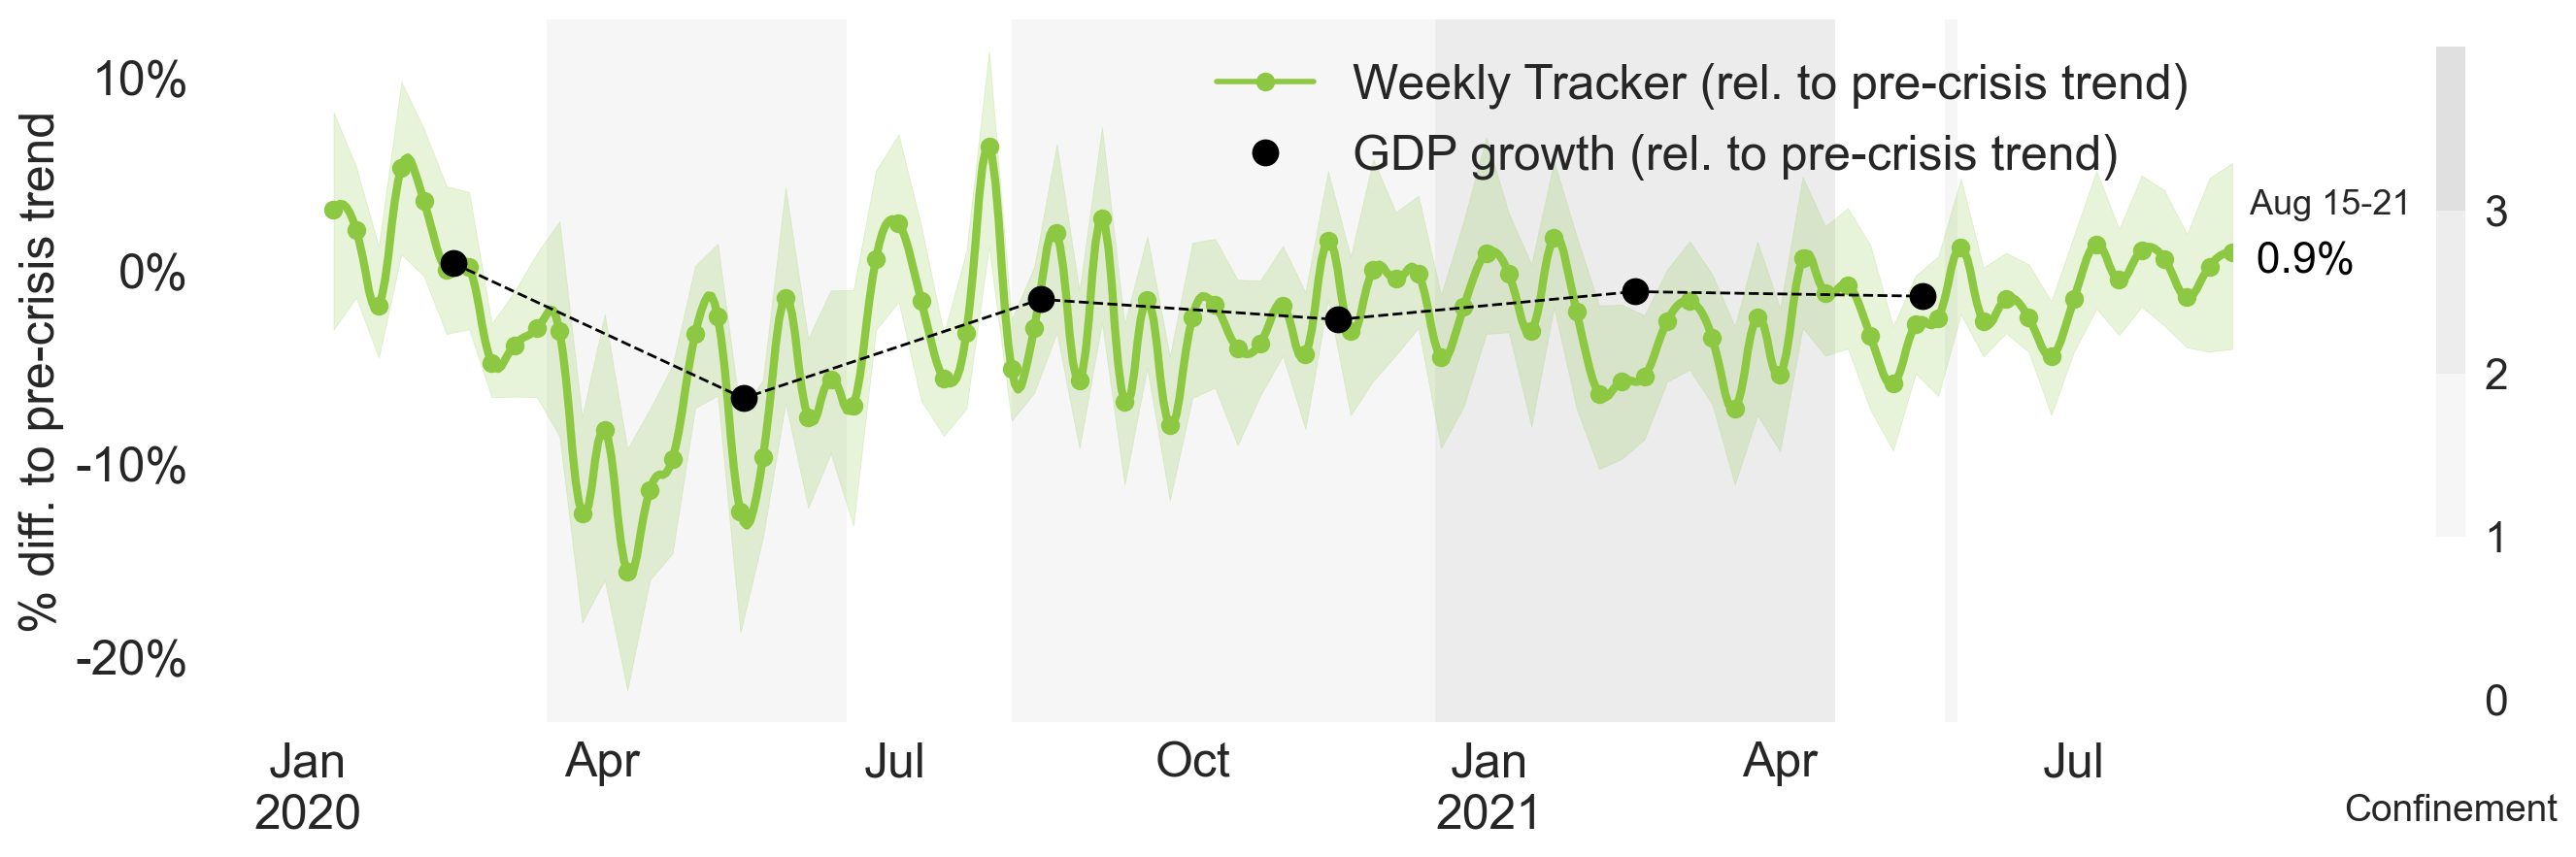 % diff. to pre-crisis trend
10%
0%
-10%
-20%
Weekly Tracker (rel. to pre-crisis trend)
GDP growth (rel. to pre-crisis trend)
Aug 15-21
0.9%
3
2
1
0
Jan Apr Jul Oct Jan Apr Jul
2020 2021
Confinement